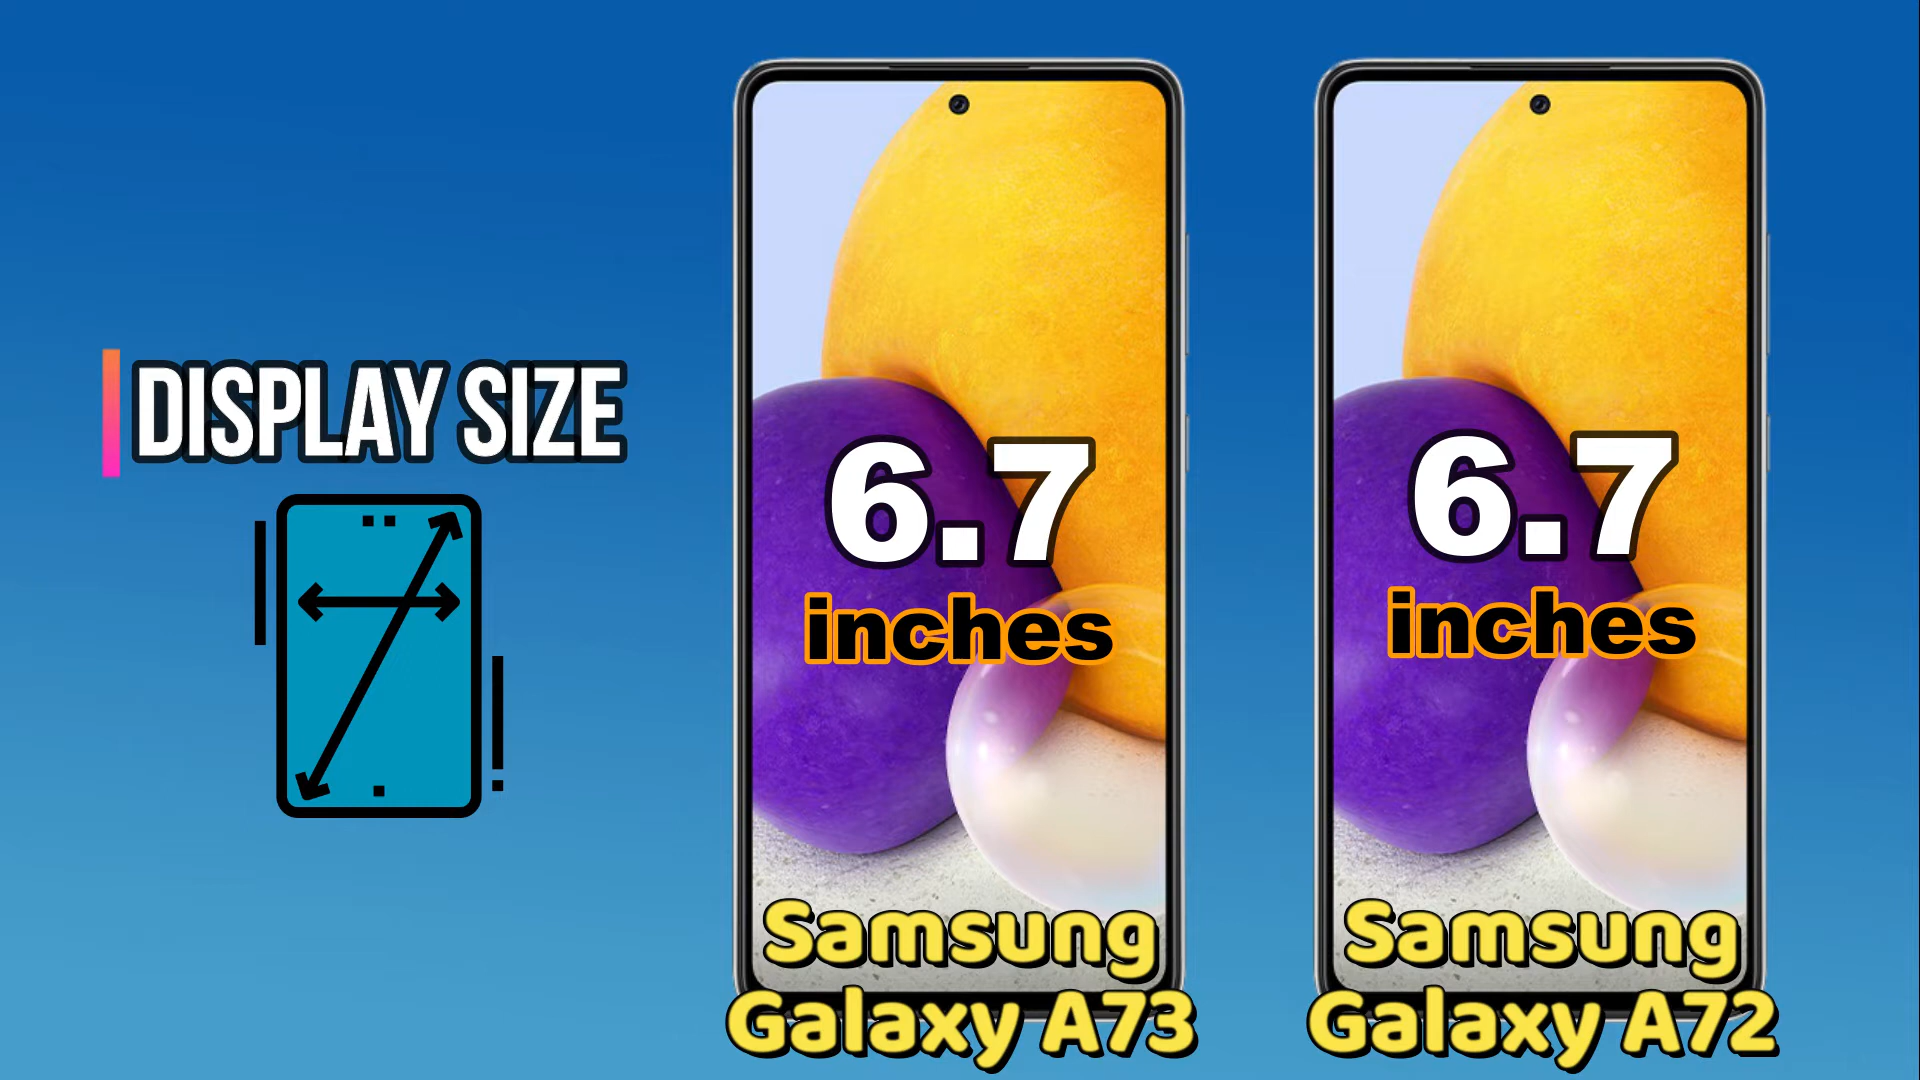 DISPLAY SIZE
6.7
inches
Samsung
Galaxy A73
6.7
inches
Samsung
Galaxy A72